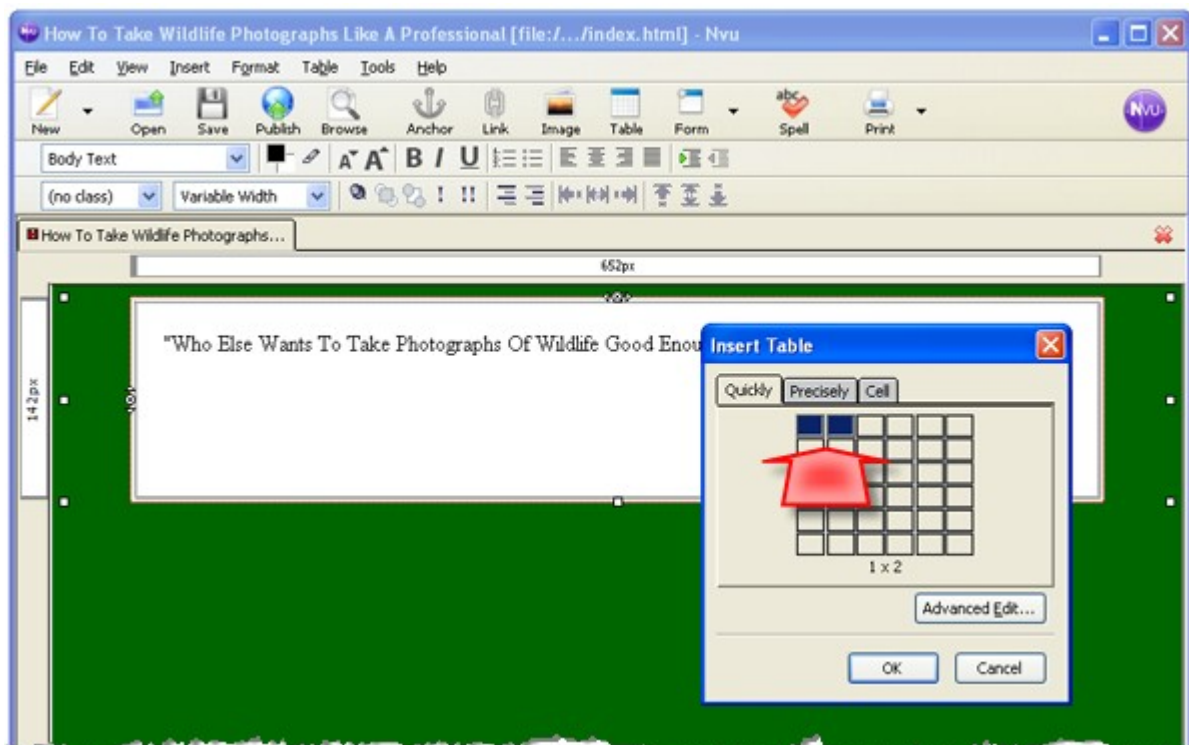 How To Take Wildlife Photographs Like A Professional [file:/.../index.html] - Nvu
File Edit View Insert Format Table Tools Help
New Open Save Publish Browse Anchor Link Image Table Form Spell Print
abc
NVU
Body Text A A B I U
(no class) Variable Width ! !!
How To Take Wildlife Photographs...
652px
142px
"Who Else Wants To Take Photographs Of Wildlife Good Enou
Insert Table
Quickly Precisely Cell
1 x 2
Advanced Edit...
OK Cancel